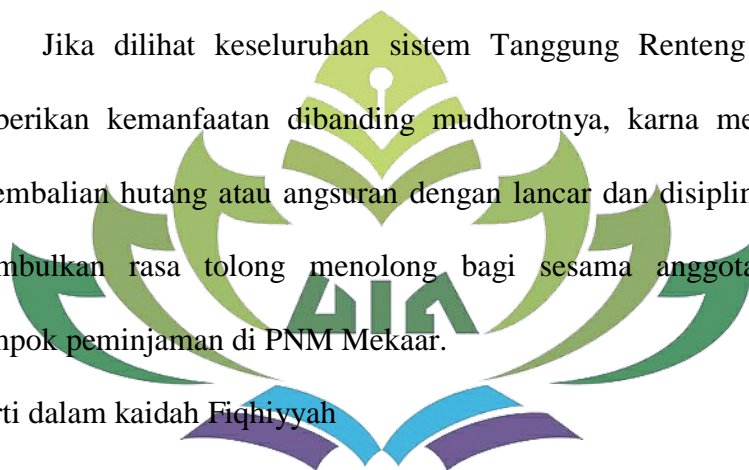 Jika dilihat keseluruhan sistem Tanggung Renteng
berikan kemanfaatan dibanding mudhorotnya, karna me
embalian hutang atau angsuran dengan lancar dan disiplin
mbulkan rasa tolong menolong bagi sesama anggota
npok peminjaman di PNM Mekaar.
rti dalam kaidah Fiqhiyyah